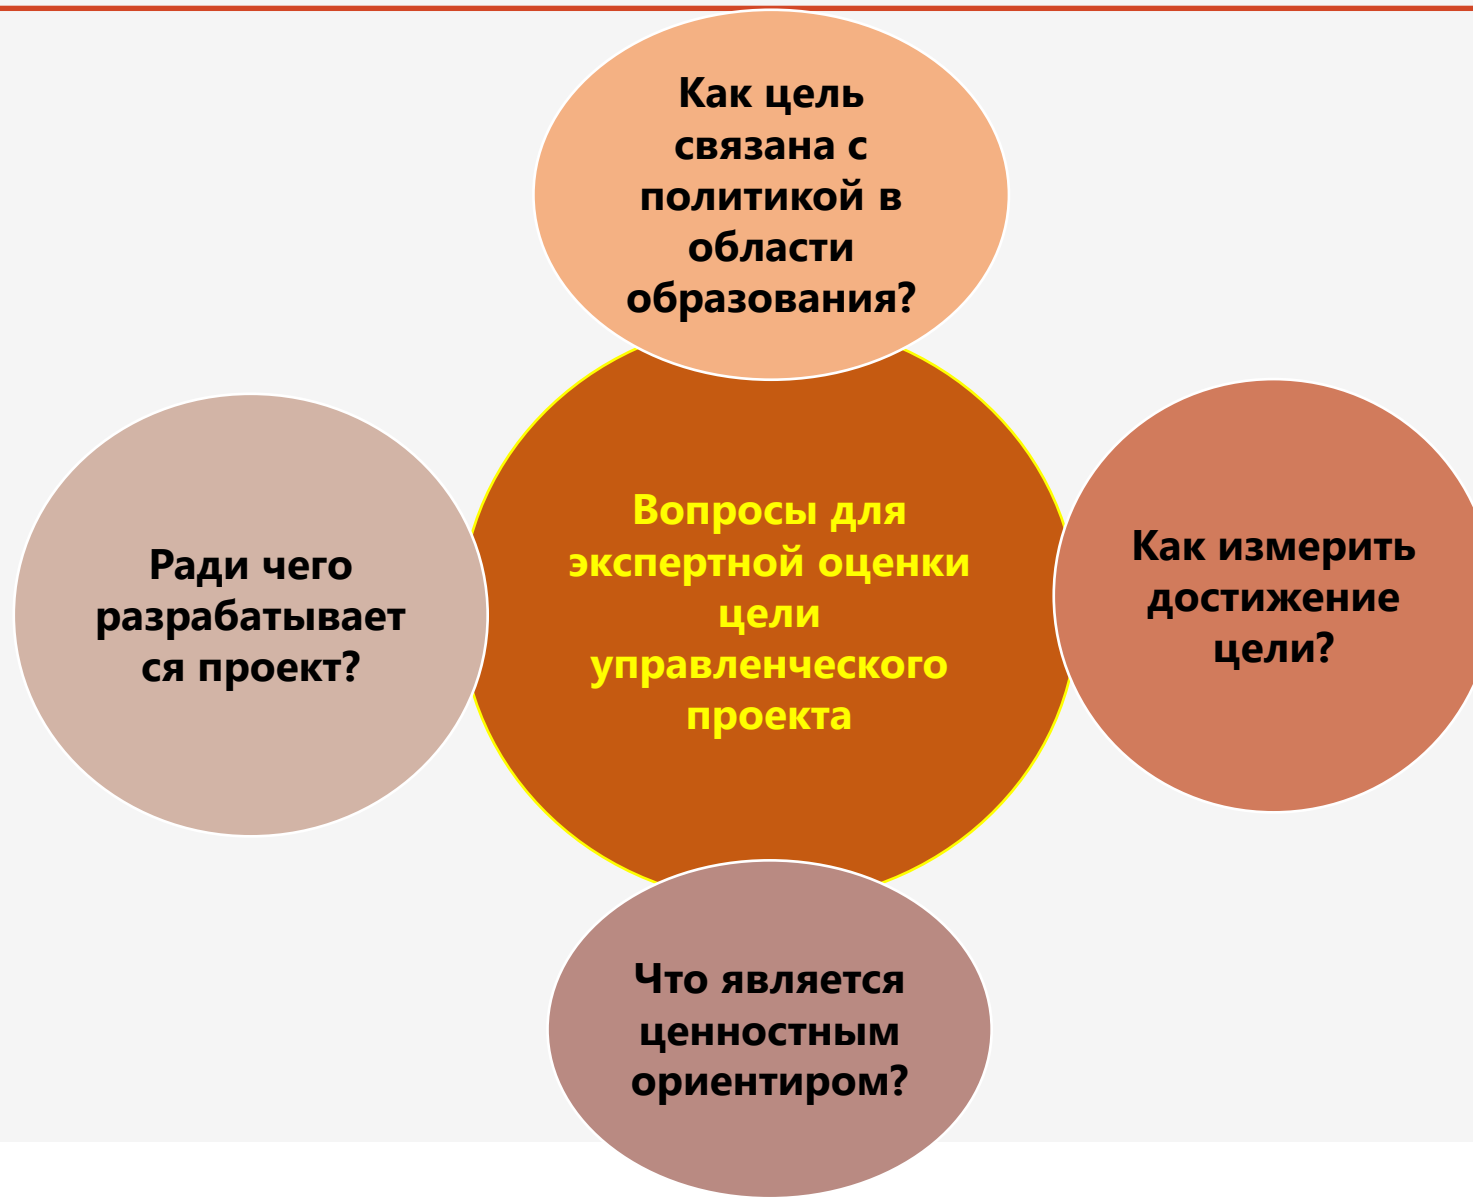 Как цель
связана с
политикой в
области
образования?
Ради чего
разрабатывает
ся проект?
Вопросы для
экспертной оценки
цели
управленческого
проекта
Как измерить
достижение
цели?
Что является
ценностным
ориентиром?